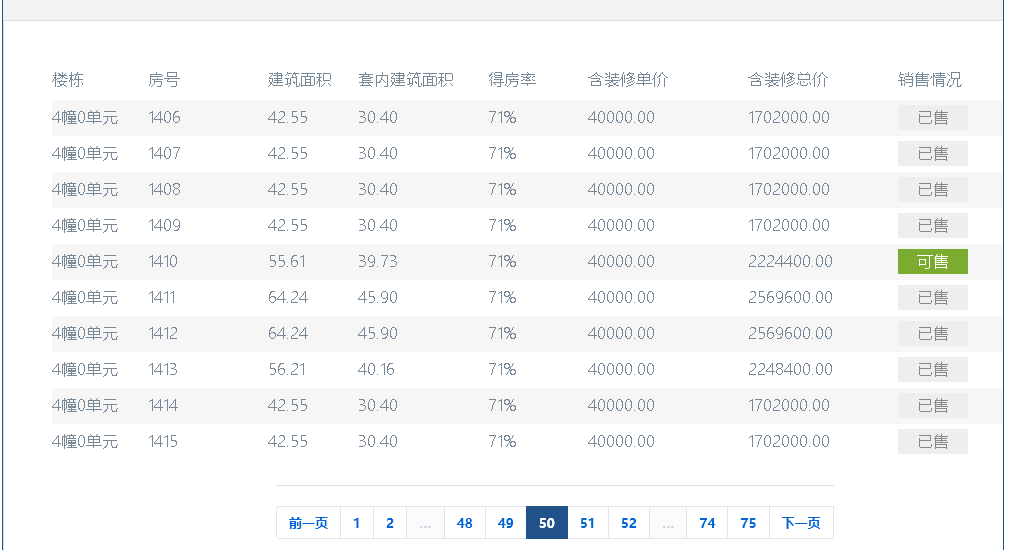 楼栋 房号 建筑面积 套内建筑面积 得房率 含装修单价 含装修总价 销售情况
4幢0单元 1406 42.55 30.40 71% 40000.00 1702000.00 已售
4幢0单元 1407 42.55 30.40 71% 40000.00 1702000.00 已售
4幢0单元 1408 42.55 30.40 71% 40000.00 1702000.00 已售
4幢0单元 1409 42.55 30.40 71% 40000.00 1702000.00 已售
4幢0单元 1410 55.61 39.73 71% 40000.00 2224400.00 可售
4幢0单元 1411 64.24 45.90 71% 40000.00 2569600.00 已售
4幢0单元 1412 64.24 45.90 71% 40000.00 2569600.00 已售
4幢0单元 1413 56.21 40.16 71% 40000.00 2248400.00 已售
4幢0单元 1414 42.55 30.40 71% 40000.00 1702000.00 已售
4幢0单元 1415 42.55 30.40 71% 40000.00 1702000.00 已售
前一页 1 2 ... 48 49 50 51 52 ... 74 75 下一页